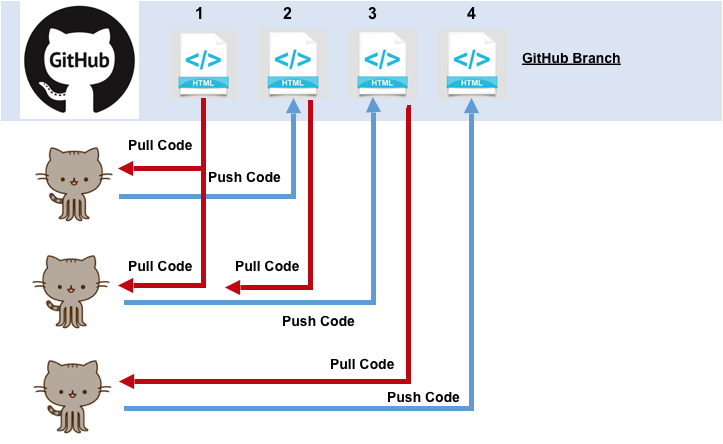 1 2 3 4
GitHub
</>
</>
</>
</>
HTML
HTML
HTML
HTML
GitHub Branch
Pull Code
Push Code
Pull Code
Pull Code
Push Code
Pull Code
Push Code